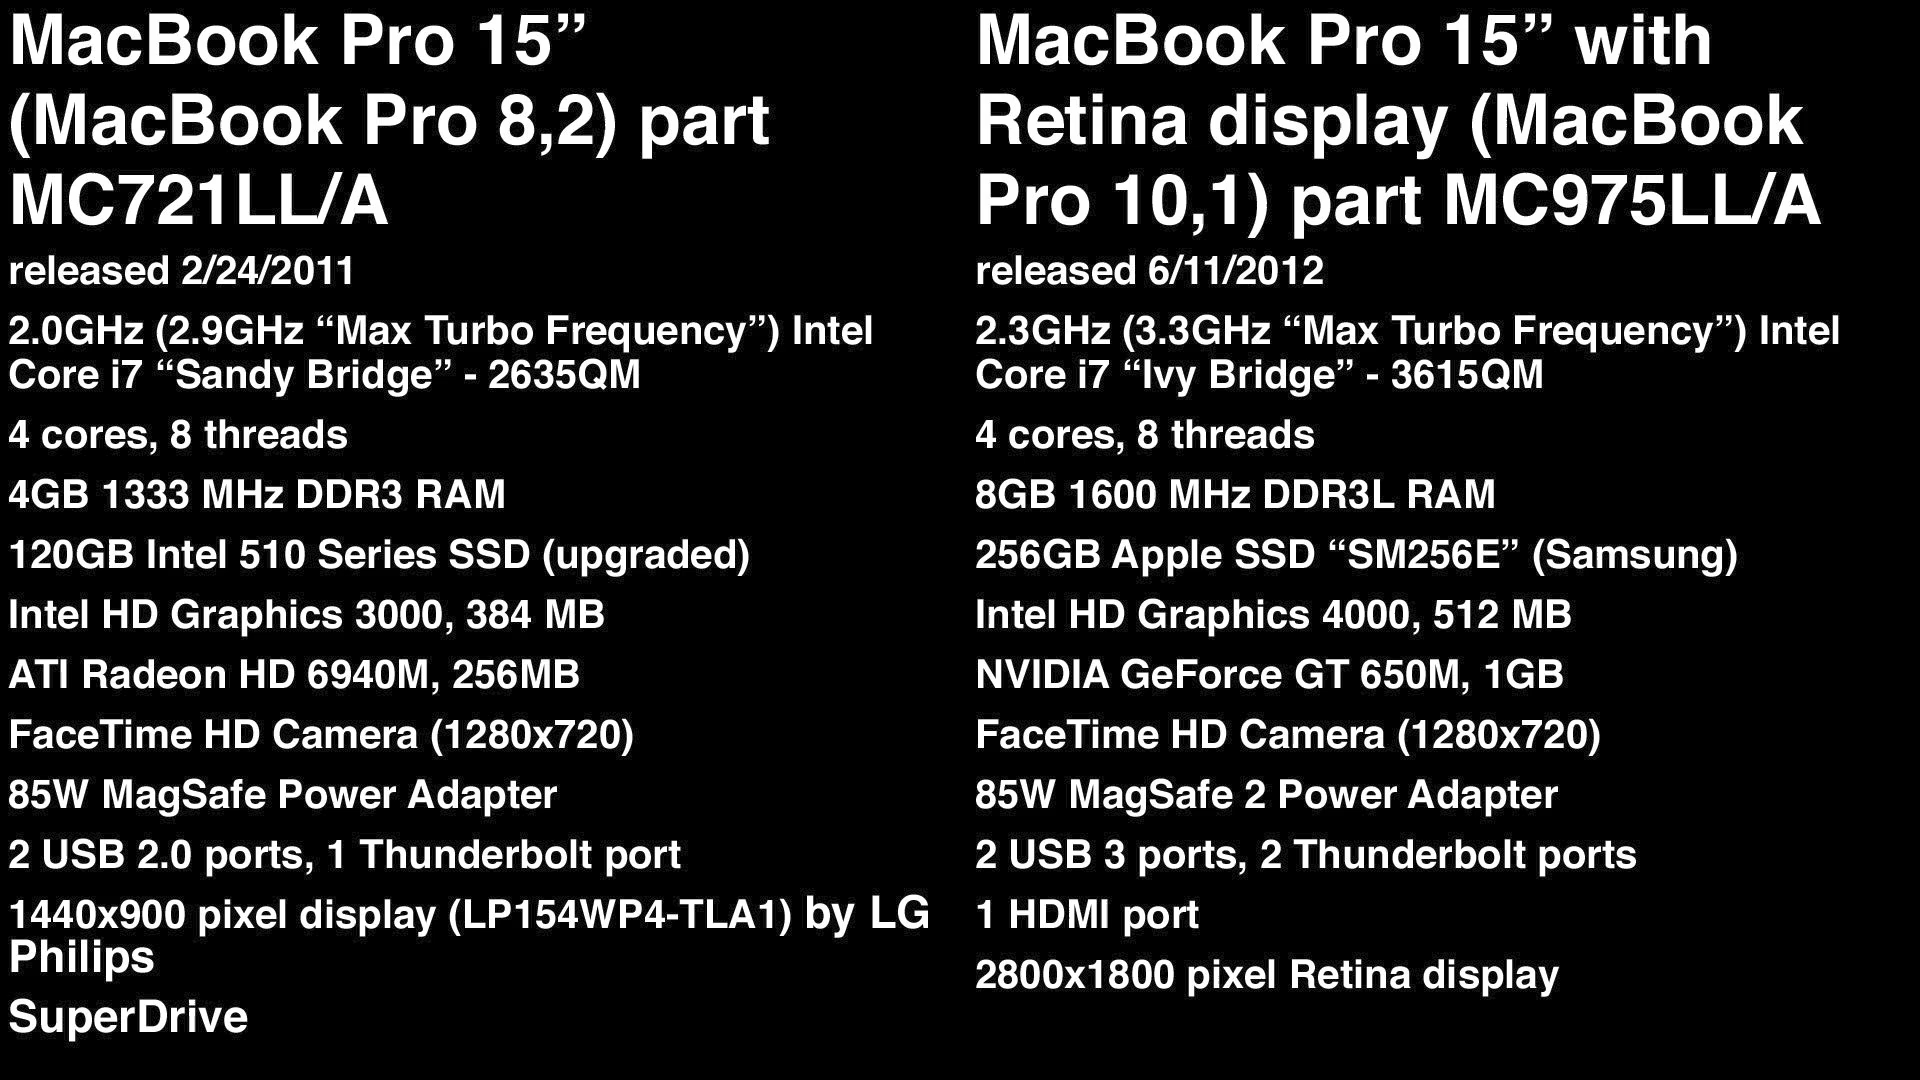 MacBook Pro 15”
(MacBook Pro 8,2) part
MC721LL/A
released 2/24/2011
2.0GHz (2.9GHz “Max Turbo Frequency”) Intel
Core i7 “Sandy Bridge” - 2635QM
4 cores, 8 threads
4GB 1333 MHz DDR3 RAM
120GB Intel 510 Series SSD (upgraded)
Intel HD Graphics 3000, 384 MB
ATI Radeon HD 6940M, 256MB
FaceTime HD Camera (1280x720)
85W MagSafe Power Adapter
2 USB 2.0 ports, 1 Thunderbolt port
1440x900 pixel display (LP154WP4-TLA1) by LG
Philips
SuperDrive
MacBook Pro 15” with
Retina display (MacBook
Pro 10,1) part MC975LL/A
released 6/11/2012
2.3GHz (3.3GHz “Max Turbo Frequency”) Intel
Core i7 “Ivy Bridge” - 3615QM
4 cores, 8 threads
8GB 1600 MHz DDR3L RAM
256GB Apple SSD “SM256E” (Samsung)
Intel HD Graphics 4000, 512 MB
NVIDIA GeForce GT 650M, 1GB
FaceTime HD Camera (1280x720)
85W MagSafe 2 Power Adapter
2 USB 3 ports, 2 Thunderbolt ports
1 HDMI port
2800x1800 pixel Retina display